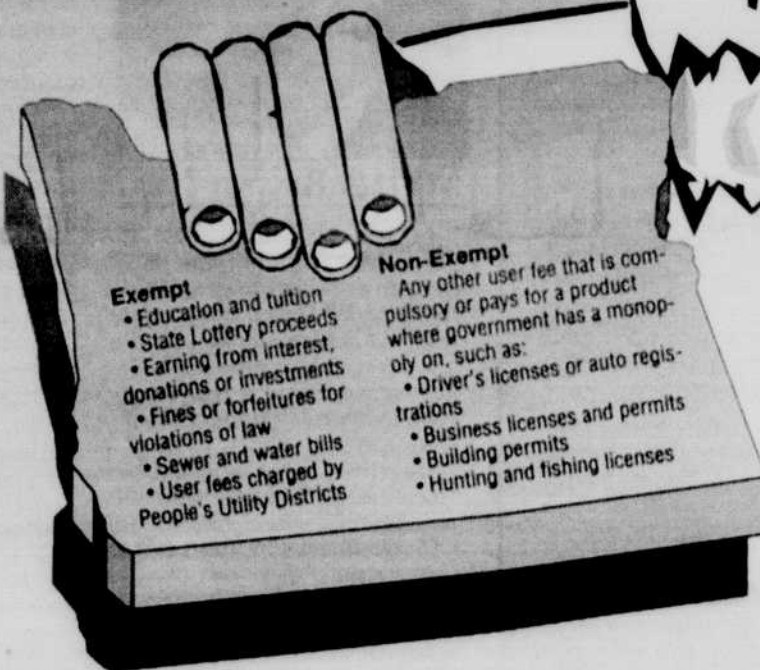 Exempt
• Education and tuition
• State Lottery proceeds
• Earning from interest,
donations or investments
• Fines or forfeitures for
violations of law
• Sewer and water bills
• User fees charged by
People's Utility Districts
Non-Exempt
Any other user fee that is com-
pulsory or pays for a product
where government has a monop-
oly on, such as:
• Driver's licenses or auto regis-
trations
• Business licenses and permits
• Building permits
• Hunting and fishing licenses